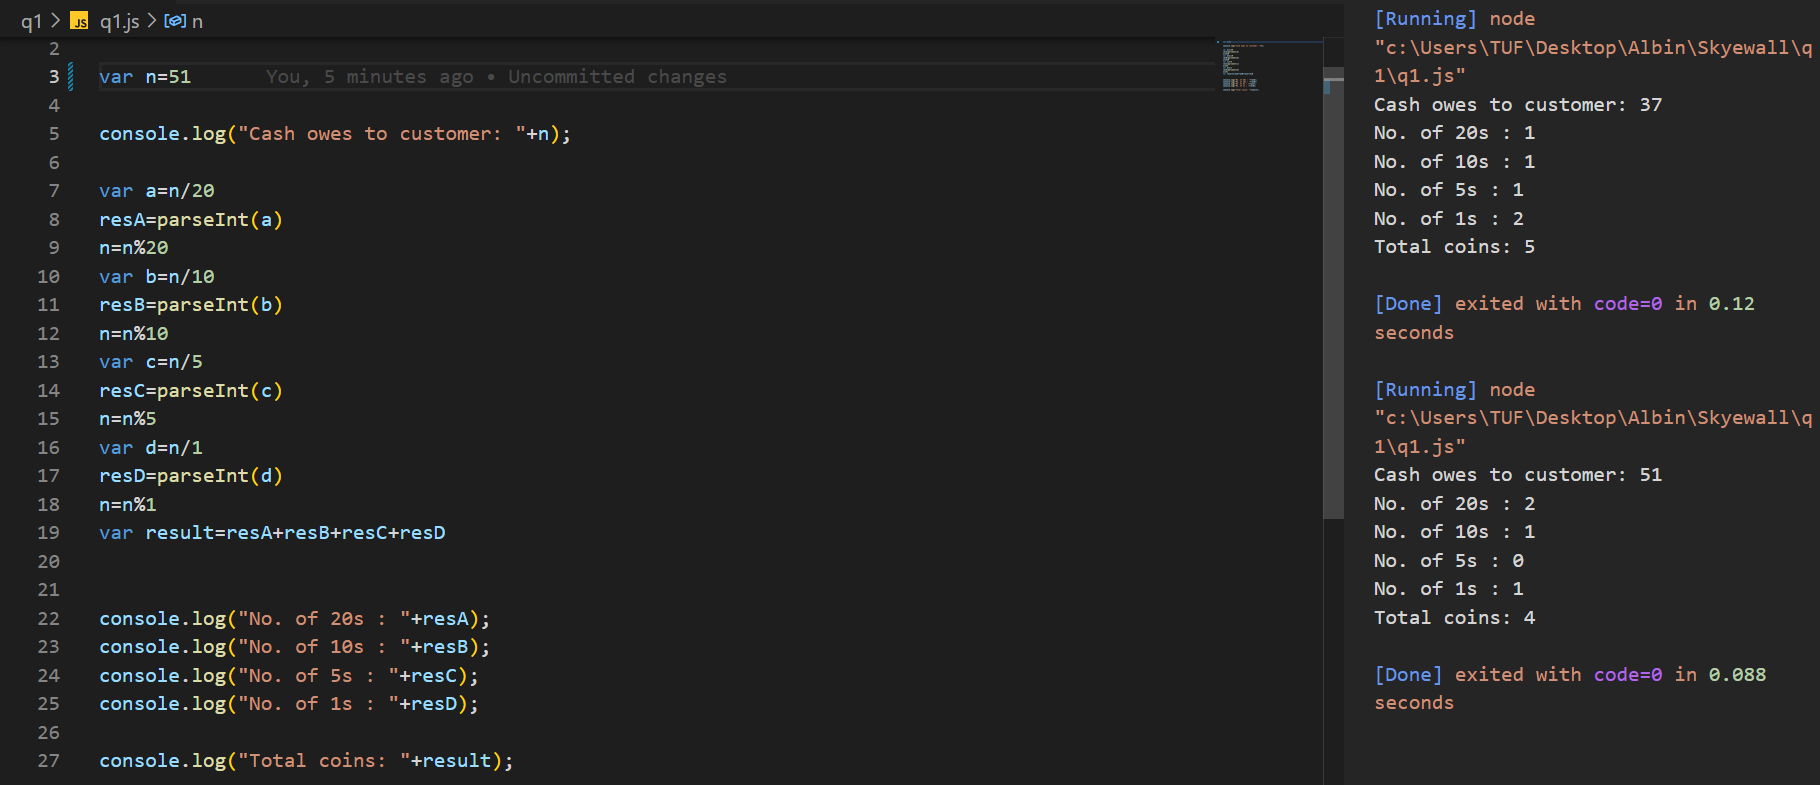 q1 > JS q1.js > n
2
3 var n=51 You, 5 minutes ago • Uncommitted changes
4
5 console.log("Cash owes to customer: "+n);
6
7 var a=n/20
8 resA=parseInt(a)
9 n=n%20
10 var b=n/10
11 resB=parseInt(b)
12 n=n%10
13 var c=n/5
14 resC=parseInt(c)
15 n=n%5
16 var d=n/1
17 resD=parseInt(d)
18 n=n%1
19 var result=resA+resB+resC+resD
20
21
22 console.log("No. of 20s : "+resA);
23 console.log("No. of 10s : "+resB);
24 console.log("No. of 5s : "+resC);
25 console.log("No. of 1s : "+resD);
26
27 console.log("Total coins: "+result);
[Running] node
"c:\Users\TUF\Desktop\Albin\Skyewall\q
1\q1.js"
Cash owes to customer: 37
No. of 20s : 1
No. of 10s : 1
No. of 5s : 1
No. of 1s : 2
Total coins: 5
[Done] exited with code=0 in 0.12
seconds
[Running] node
"c:\Users\TUF\Desktop\Albin\Skyewall\q
1\q1.js"
Cash owes to customer: 51
No. of 20s : 2
No. of 10s : 1
No. of 5s : 0
No. of 1s : 1
Total coins: 4
[Done] exited with code=0 in 0.088
seconds